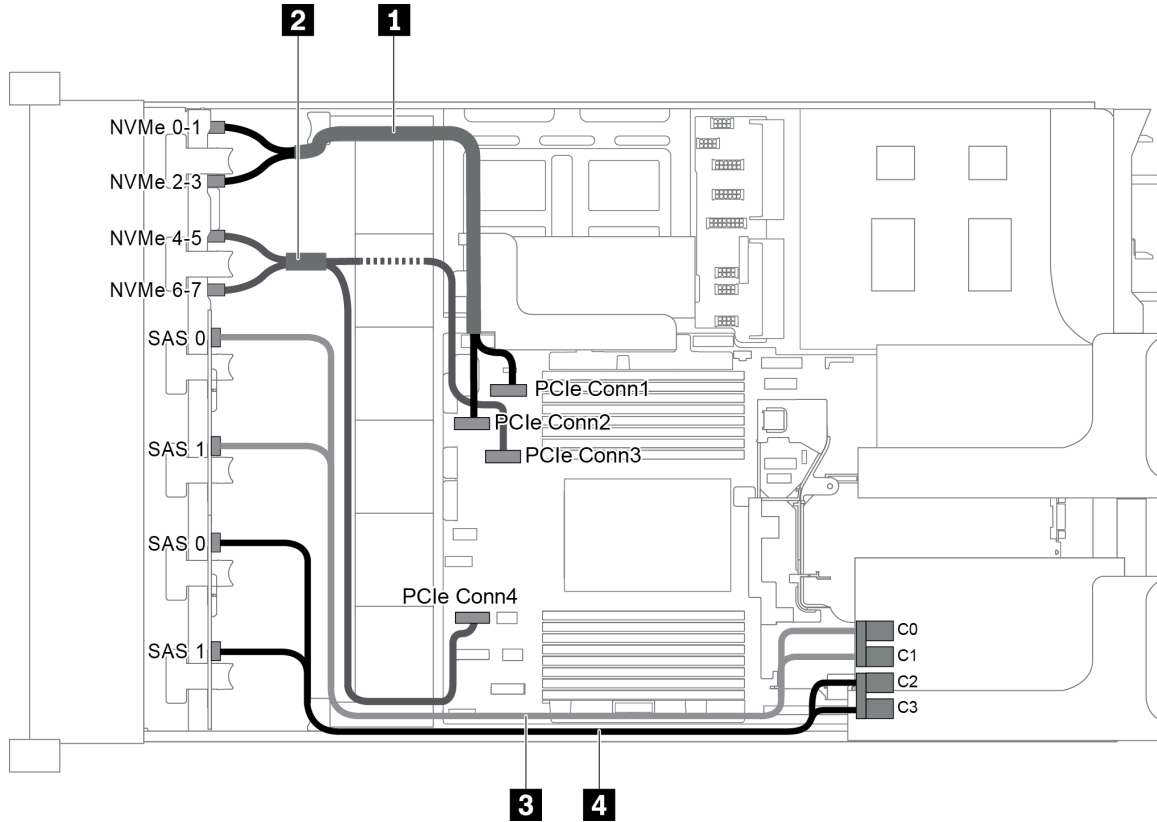 2 1
NVMe 0-1
NVMe 2-3
NVMe 4-5
NVMe 6-7
SAS 0
PCIe Conn1
PCIe Conn2
SAS 1
PCIe Conn3
SAS 0
PCIe Conn4
C0
SAS 1
C1
C2
C3
3 4